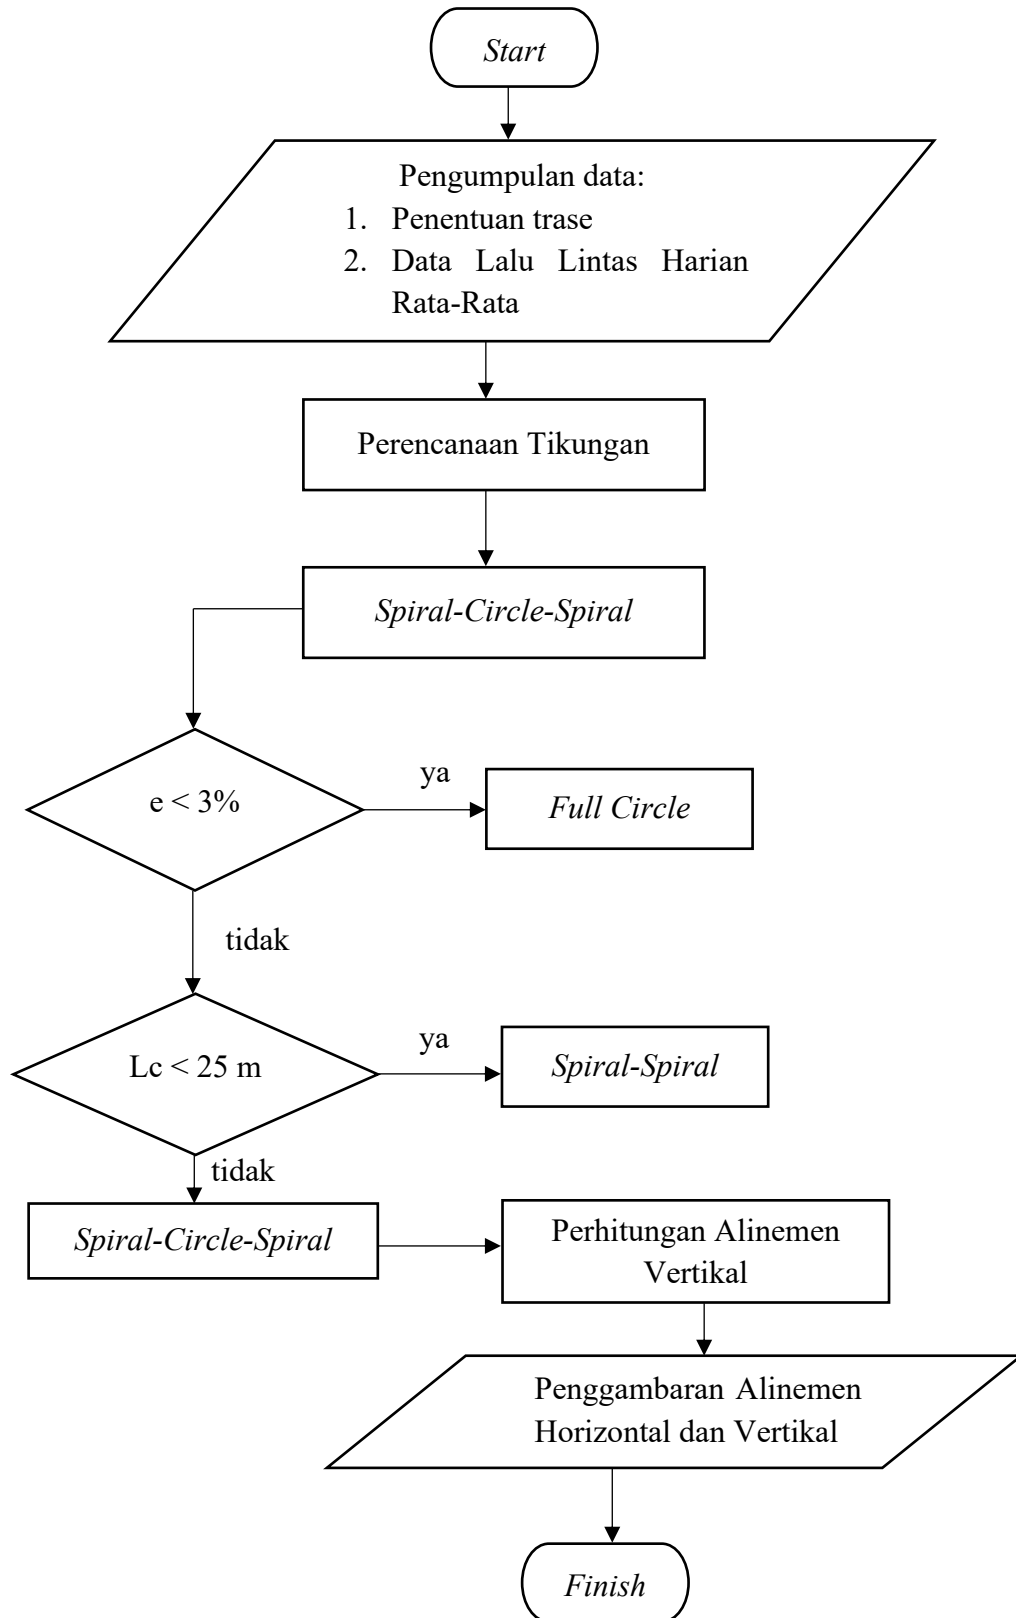 Start
Pengumpulan data:
1. Penentuan trase
2. Data Lalu Lintas Harian
Rata-Rata
Perencanaan Tikungan
Spiral-Circle-Spiral
e < 3%
ya
Full Circle
tidak
Lc < 25 m
ya
Spiral-Spiral
tidak
Spiral-Circle-Spiral
Perhitungan Alinemen
Vertikal
Penggambaran Alinemen
Horizontal dan Vertikal
Finish